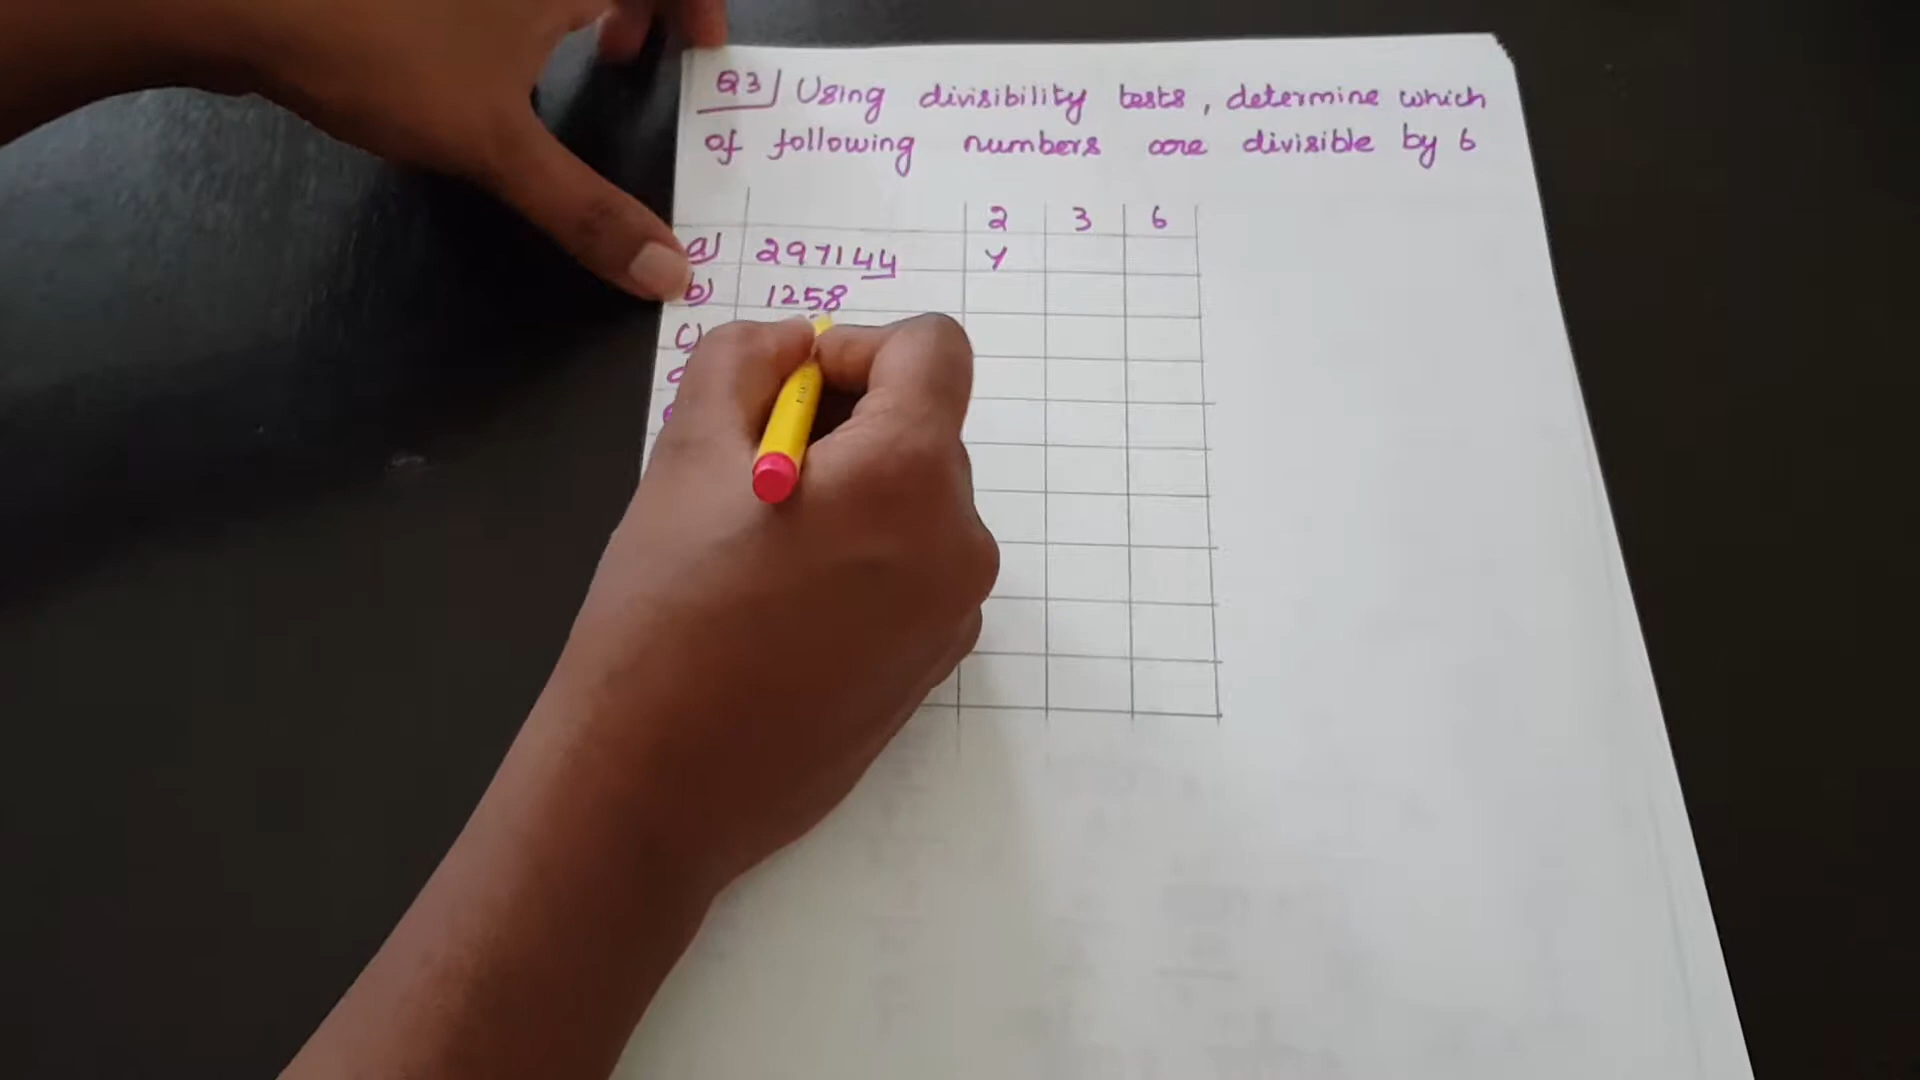 Q3 Using divisibility tests, determine which
of following numbers are divisible by 6
2 3 6
a) 297144 Y
b) 1258
c)